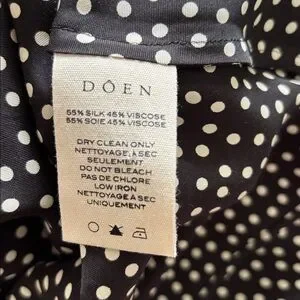 DÔEN
55% SILK 45% VISCOSE
55% SOIE 45% VISCOSE
DRY CLEAN ONLY
NETTOYAGE À SEC
SEULEMENT
DO NOT BLEACH
PAS DE CHLORE
LOW IRON
NETTOYAGE À SEC
UNIQUEMENT